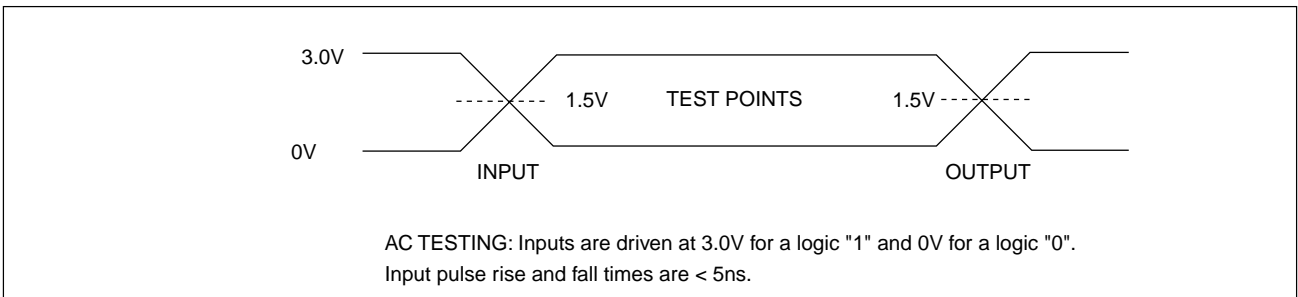 3.0V
1.5V TEST POINTS 1.5V
0V
INPUT OUTPUT
AC TESTING: Inputs are driven at 3.0V for a logic "1" and 0V for a logic "0".
Input pulse rise and fall times are < 5ns.